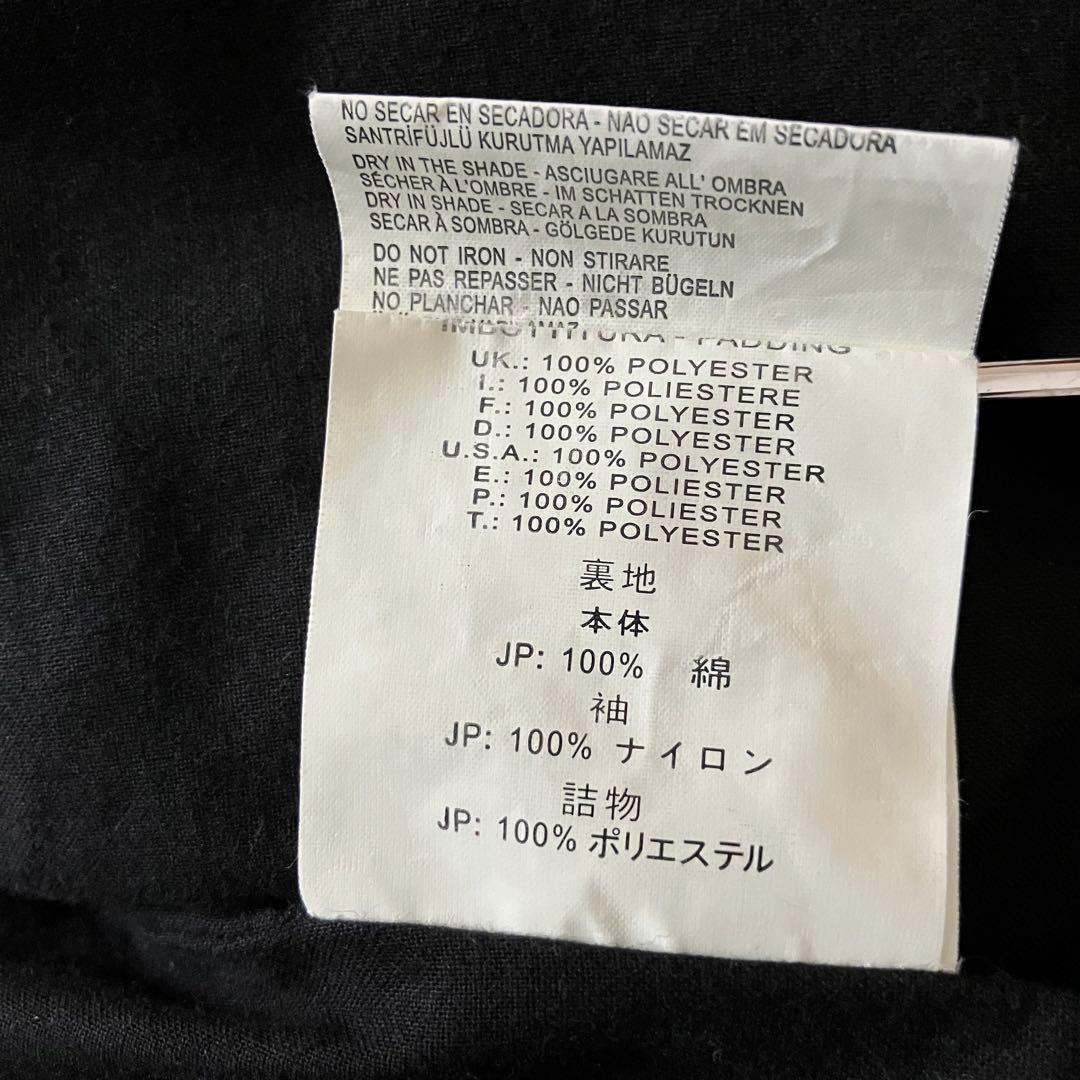 NO SECAR EN SECADORA - NAO SECAR EM SECADORA
SANTRİFÜJLÜ KURUTMA YAPILAMAZ
DRY IN THE SHADE - ASCIUGARE ALL' OMBRA
SÉCHER À L'OMBRE - IM SCHATTEN TROCKNEN
DRY IN SHADE - SECAR A LA SOMBRA
SECAR À SOMBRA - GÖLGEDE KURUTUN
DO NOT IRON - NON STIRARE
NE PAS REPASSER - NICHT BÜGELN
NO PLANCHAR - NAO PASSAR
- PADDING
UK.: 100% POLYESTER
I.: 100% POLIESTERE
F.: 100% POLYESTER
D.: 100% POLYESTER
U.S.A.: 100% POLYESTER
E.: 100% POLIESTER
P.: 100% POLIESTER
T.: 100% POLYESTER
裏地
本体
JP: 100% 綿
袖
JP: 100% ナイロン
詰物
JP: 100% ポリエステル